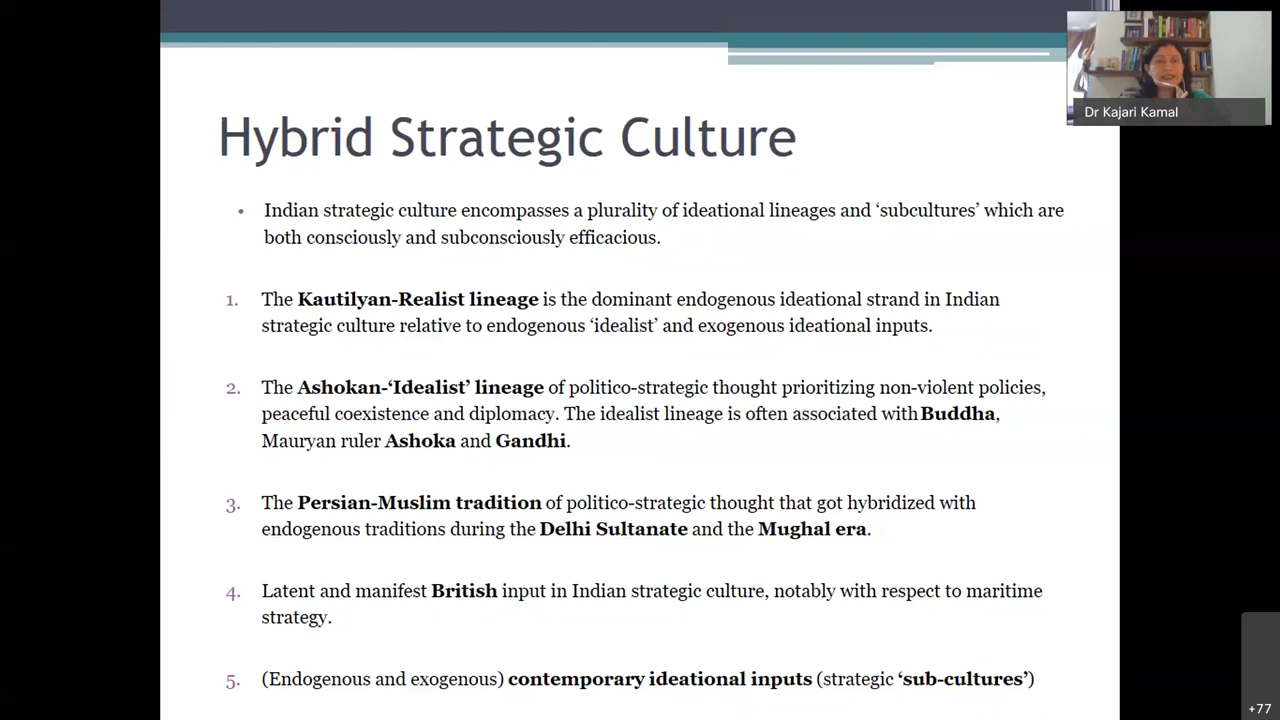 Dr Kajari Kamal
Hybrid Strategic Culture
• Indian strategic culture encompasses a plurality of ideational lineages and ‘subcultures’ which are
both consciously and subconsciously efficacious.
1. The Kautilyan-Realist lineage is the dominant endogenous ideational strand in Indian
strategic culture relative to endogenous ‘idealist’ and exogenous ideational inputs.
2. The Ashokan-‘Idealist’ lineage of politico-strategic thought prioritizing non-violent policies,
peaceful coexistence and diplomacy. The idealist lineage is often associated with Buddha,
Mauryan ruler Ashoka and Gandhi.
3. The Persian-Muslim tradition of politico-strategic thought that got hybridized with
endogenous traditions during the Delhi Sultanate and the Mughal era.
4. Latent and manifest British input in Indian strategic culture, notably with respect to maritime
strategy.
5. (Endogenous and exogenous) contemporary ideational inputs (strategic ‘sub-cultures’)
+77